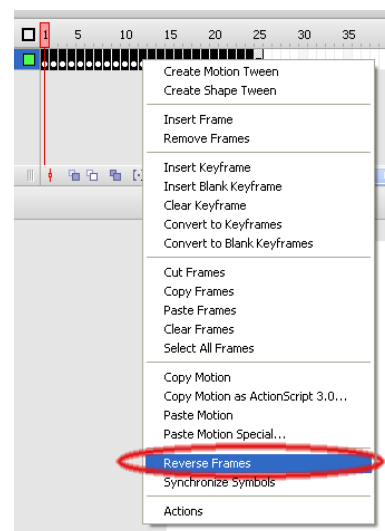 1 5 10 15 20 25 30 35
Create Motion Tween
Create Shape Tween
Insert Frame
Remove Frames
Insert Keyframe
Insert Blank Keyframe
Clear Keyframe
Convert to Keyframes
Convert to Blank Keyframes
Cut Frames
Copy Frames
Paste Frames
Clear Frames
Select All Frames
Copy Motion
Copy Motion as ActionScript 3.0...
Paste Motion
Paste Motion Special...
Reverse Frames
Synchronize Symbols
Actions